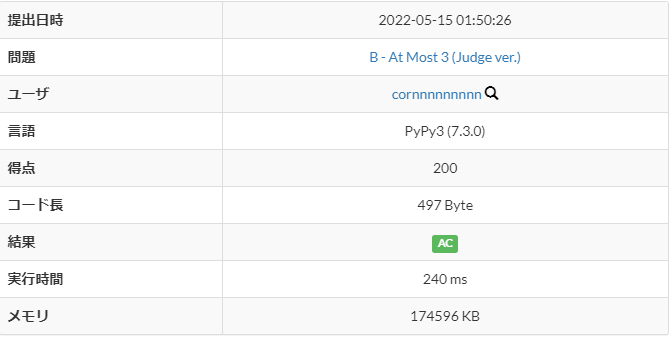 提出日時 2022-05-15 01:50:26
問題 B - At Most 3 (Judge ver.)
ユーザ cornnnnnnnnn
言語 PyPy3 (7.3.0)
得点 200
コード長 497 Byte
結果 AC
実行時間 240 ms
メモリ 174596 KB